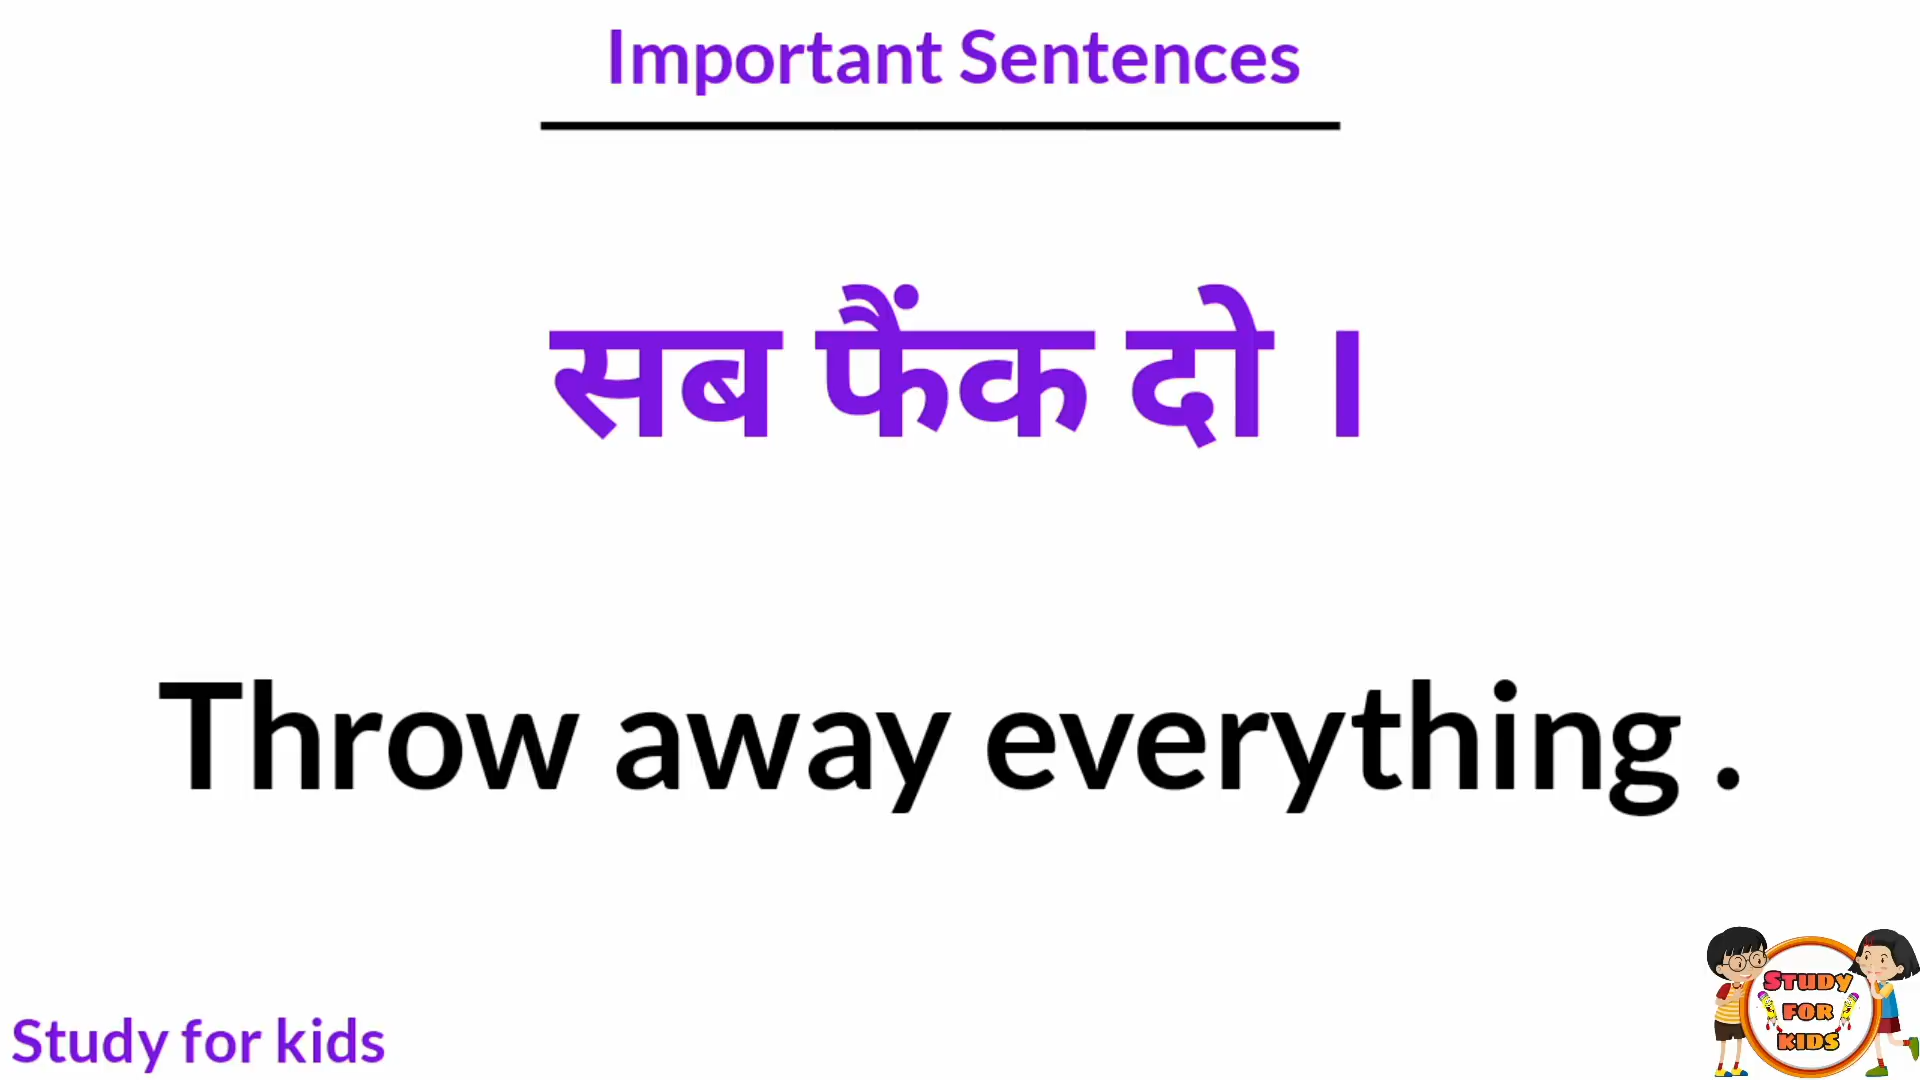 Important Sentences
सब फैंक दो ।
Throw away everything .
Study for kids
STUDY
FOR
KIDS